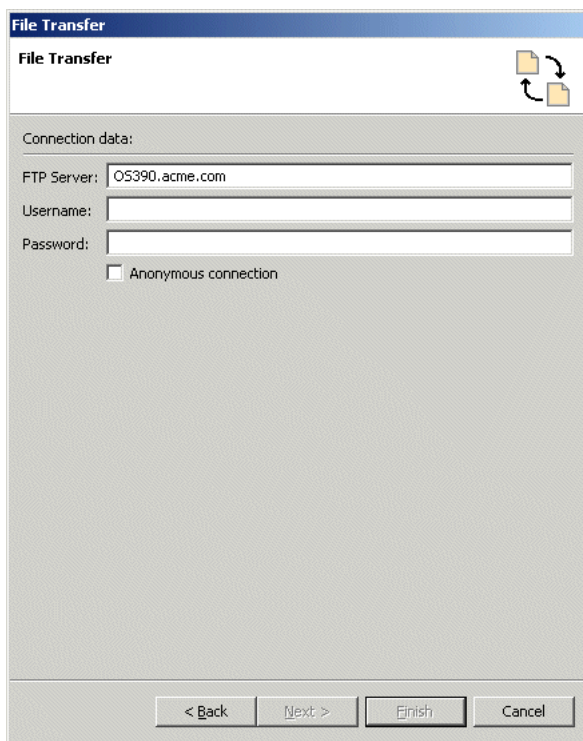 File Transfer
File Transfer
Connection data:
FTP Server: OS390.acme.com
Username:
Password:
Anonymous connection
< Back Next > Finish Cancel